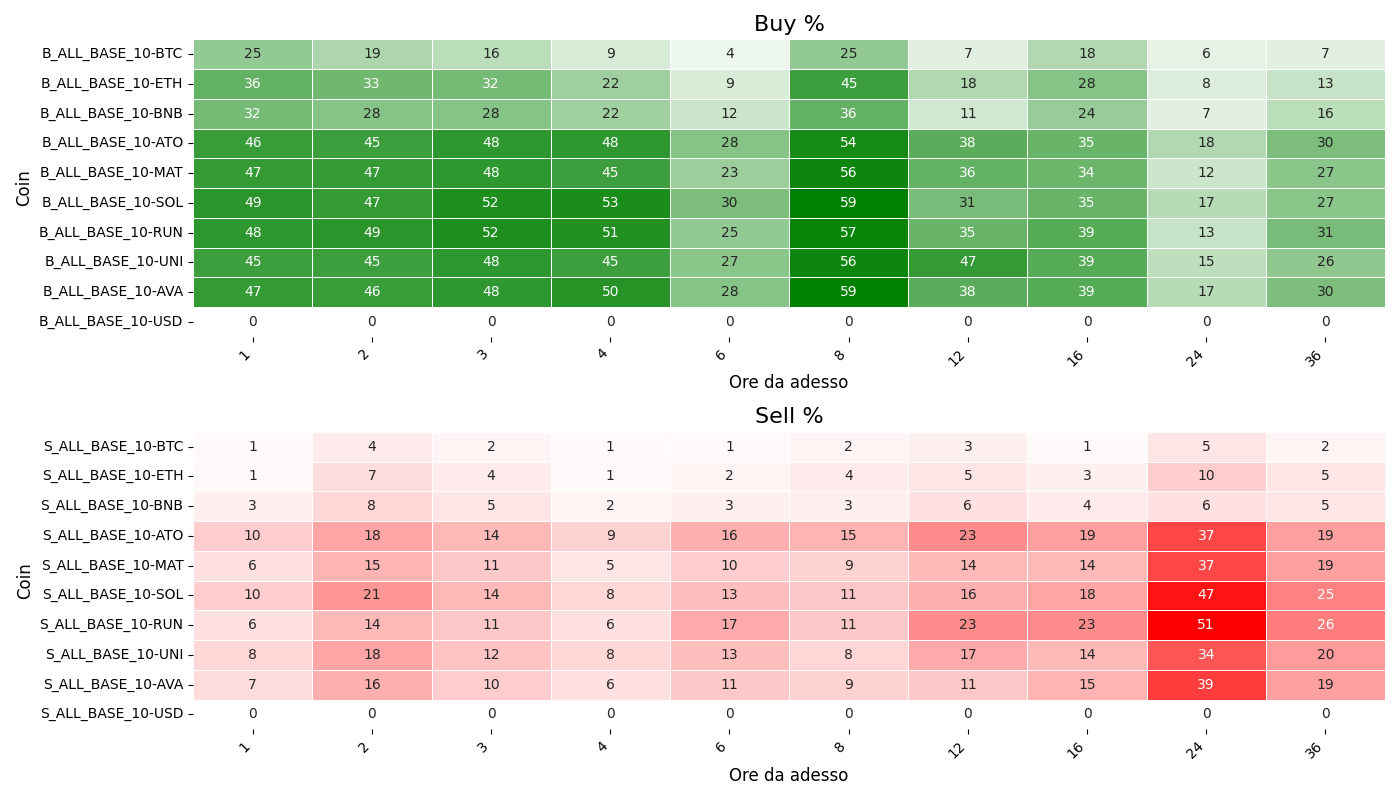 Buy %
Coin
B_ALL_BASE_10-BTC 25 19 16 9 4 25 7 18 6 7
B_ALL_BASE_10-ETH 36 33 32 22 9 45 18 28 8 13
B_ALL_BASE_10-BNB 32 28 28 22 12 36 11 24 7 16
B_ALL_BASE_10-ATO 46 45 48 48 28 54 38 35 18 30
B_ALL_BASE_10-MAT 47 47 48 45 23 56 36 34 12 27
B_ALL_BASE_10-SOL 49 47 52 53 30 59 31 35 17 27
B_ALL_BASE_10-RUN 48 49 52 51 25 57 35 39 13 31
B_ALL_BASE_10-UNI 45 45 48 45 27 56 47 39 15 26
B_ALL_BASE_10-AVA 47 46 48 50 28 59 38 39 17 30
B_ALL_BASE_10-USD 0 0 0 0 0 0 0 0 0 0
1 2 3 4 6 8 12 16 24 36
Ore da adesso
Sell %
Coin
S_ALL_BASE_10-BTC 1 4 2 1 1 2 3 1 5 2
S_ALL_BASE_10-ETH 1 7 4 1 2 4 5 3 10 5
S_ALL_BASE_10-BNB 3 8 5 2 3 3 6 4 6 5
S_ALL_BASE_10-ATO 10 18 14 9 16 15 23 19 37 19
S_ALL_BASE_10-MAT 6 15 11 5 10 9 14 14 37 19
S_ALL_BASE_10-SOL 10 21 14 8 13 11 16 18 47 25
S_ALL_BASE_10-RUN 6 14 11 6 17 11 23 23 51 26
S_ALL_BASE_10-UNI 8 18 12 8 13 8 17 14 34 20
S_ALL_BASE_10-AVA 7 16 10 6 11 9 11 15 39 19
S_ALL_BASE_10-USD 0 0 0 0 0 0 0 0 0 0
1 2 3 4 6 8 12 16 24 36
Ore da adesso